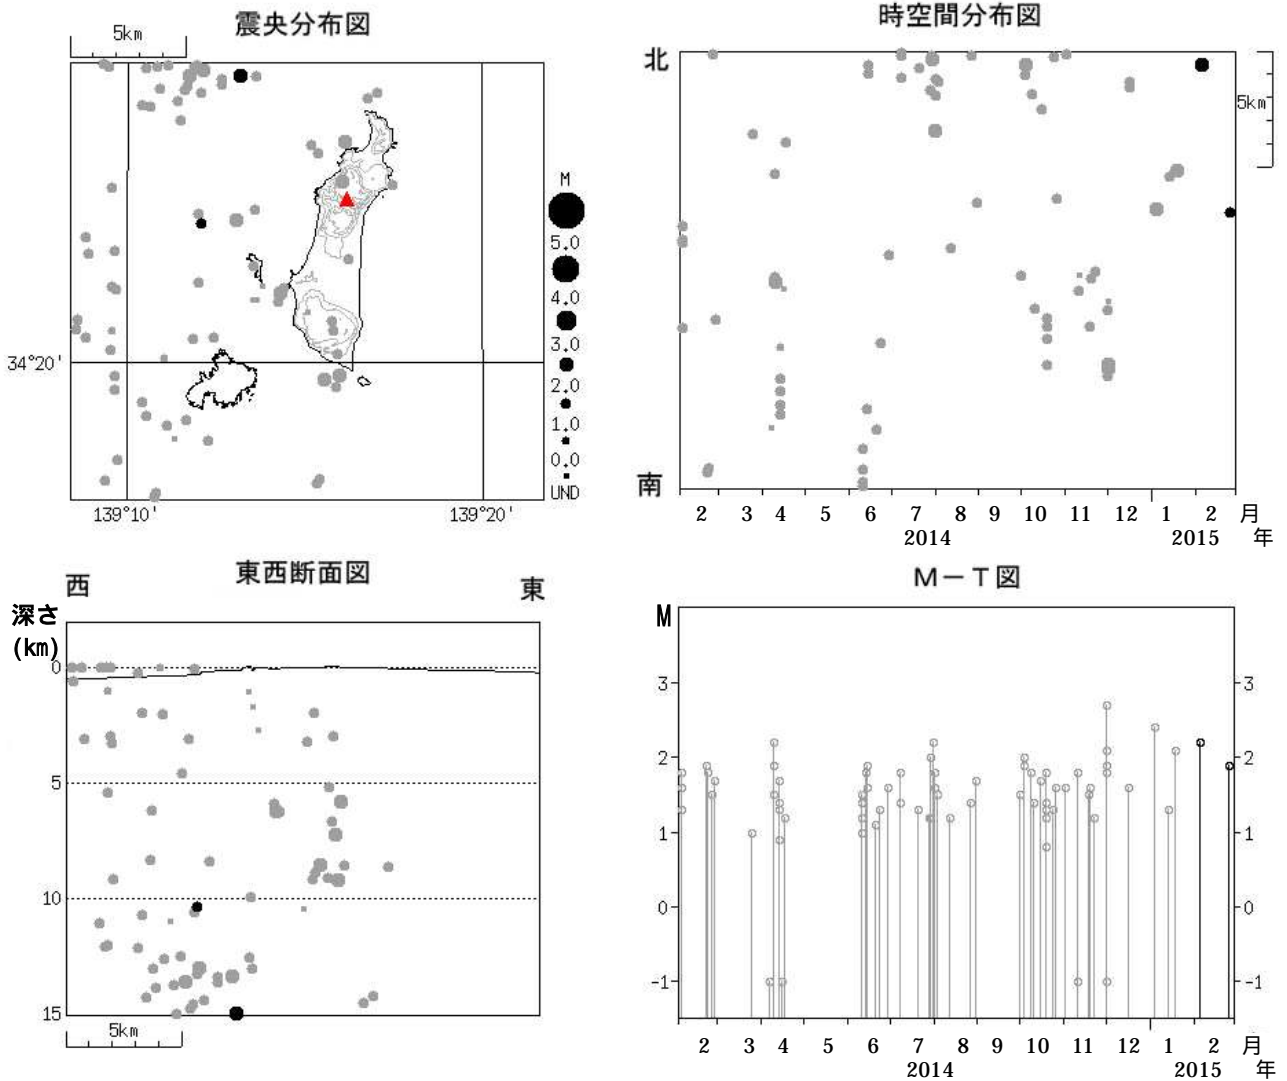 震央分布図
5km
34°20'
139°10'
139°20'
M
5.0
4.0
3.0
2.0
1.0
0.0
UND
時空間分布図
北
南
5km
2 3 4 5 6 7 8 9 10 11 12 1 2 月
2014 2015 年
東西断面図
西 東
深さ
(km)
0
5
10
15
5km
M－T図
M
3 3
2 2
1 1
0 0
-1 -1
2 3 4 5 6 7 8 9 10 11 12 1 2 月
2014 2015 年